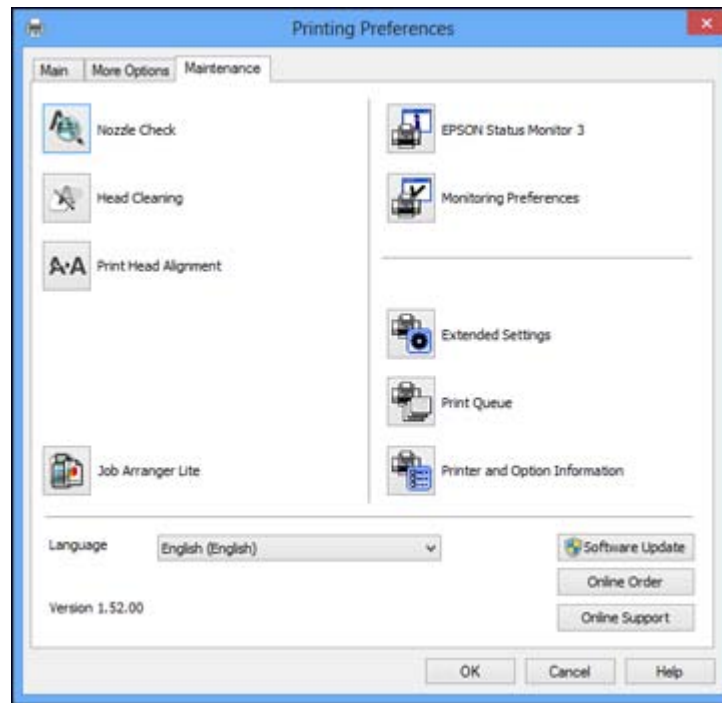 Printing Preferences
Main
More Options
Maintenance
Nozzle Check
Head Cleaning
A·A Print Head Alignment
Job Arranger Lite
EPSON Status Monitor 3
Monitoring Preferences
Extended Settings
Print Queue
Printer and Option Information
Language
English (English)
Software Update
Online Order
Version 1.52.00
Online Support
OK
Cancel
Help